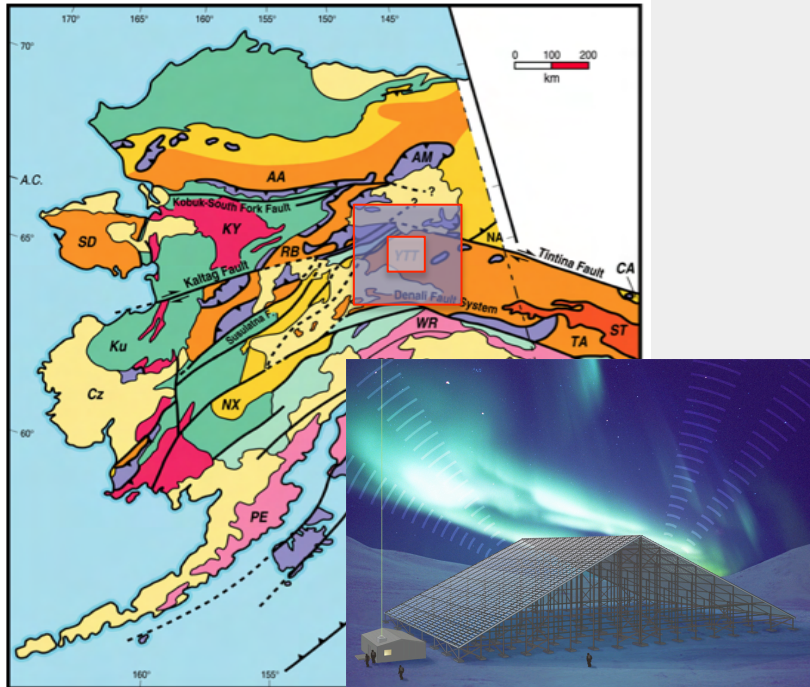 170°
165°
160°
155°
150°
145°
70°
0 100 200
km
AM
A.C.
AA
?
Kobuk-South Fork Fault
?
SD
KY
65°
RB
YTT
NA
Tintina Fault
CA
Kaltag Fault
Denali Fault System
Susulatna F.
WR
ST
Ku
TA
Cz
NX
60°
PE
160°
155°